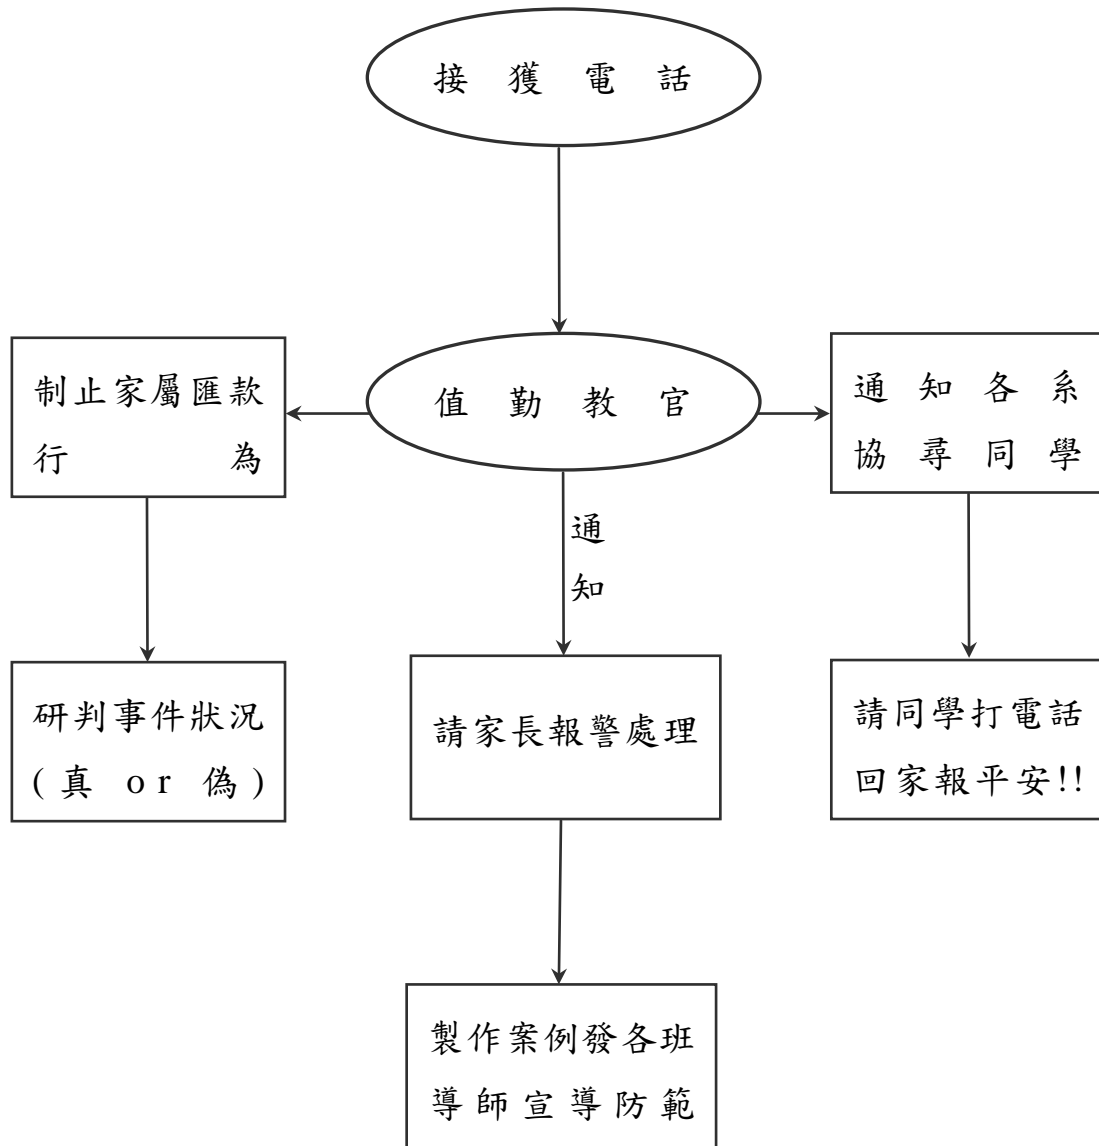 接獲電話
值勤教官
制止家屬匯款
行為
通知各系
協尋同學
通
知
研判事件狀況
(真 or 偽)
請家長報警處理
請同學打電話
回家報平安!!
製作案例發各班
導師宣導防範